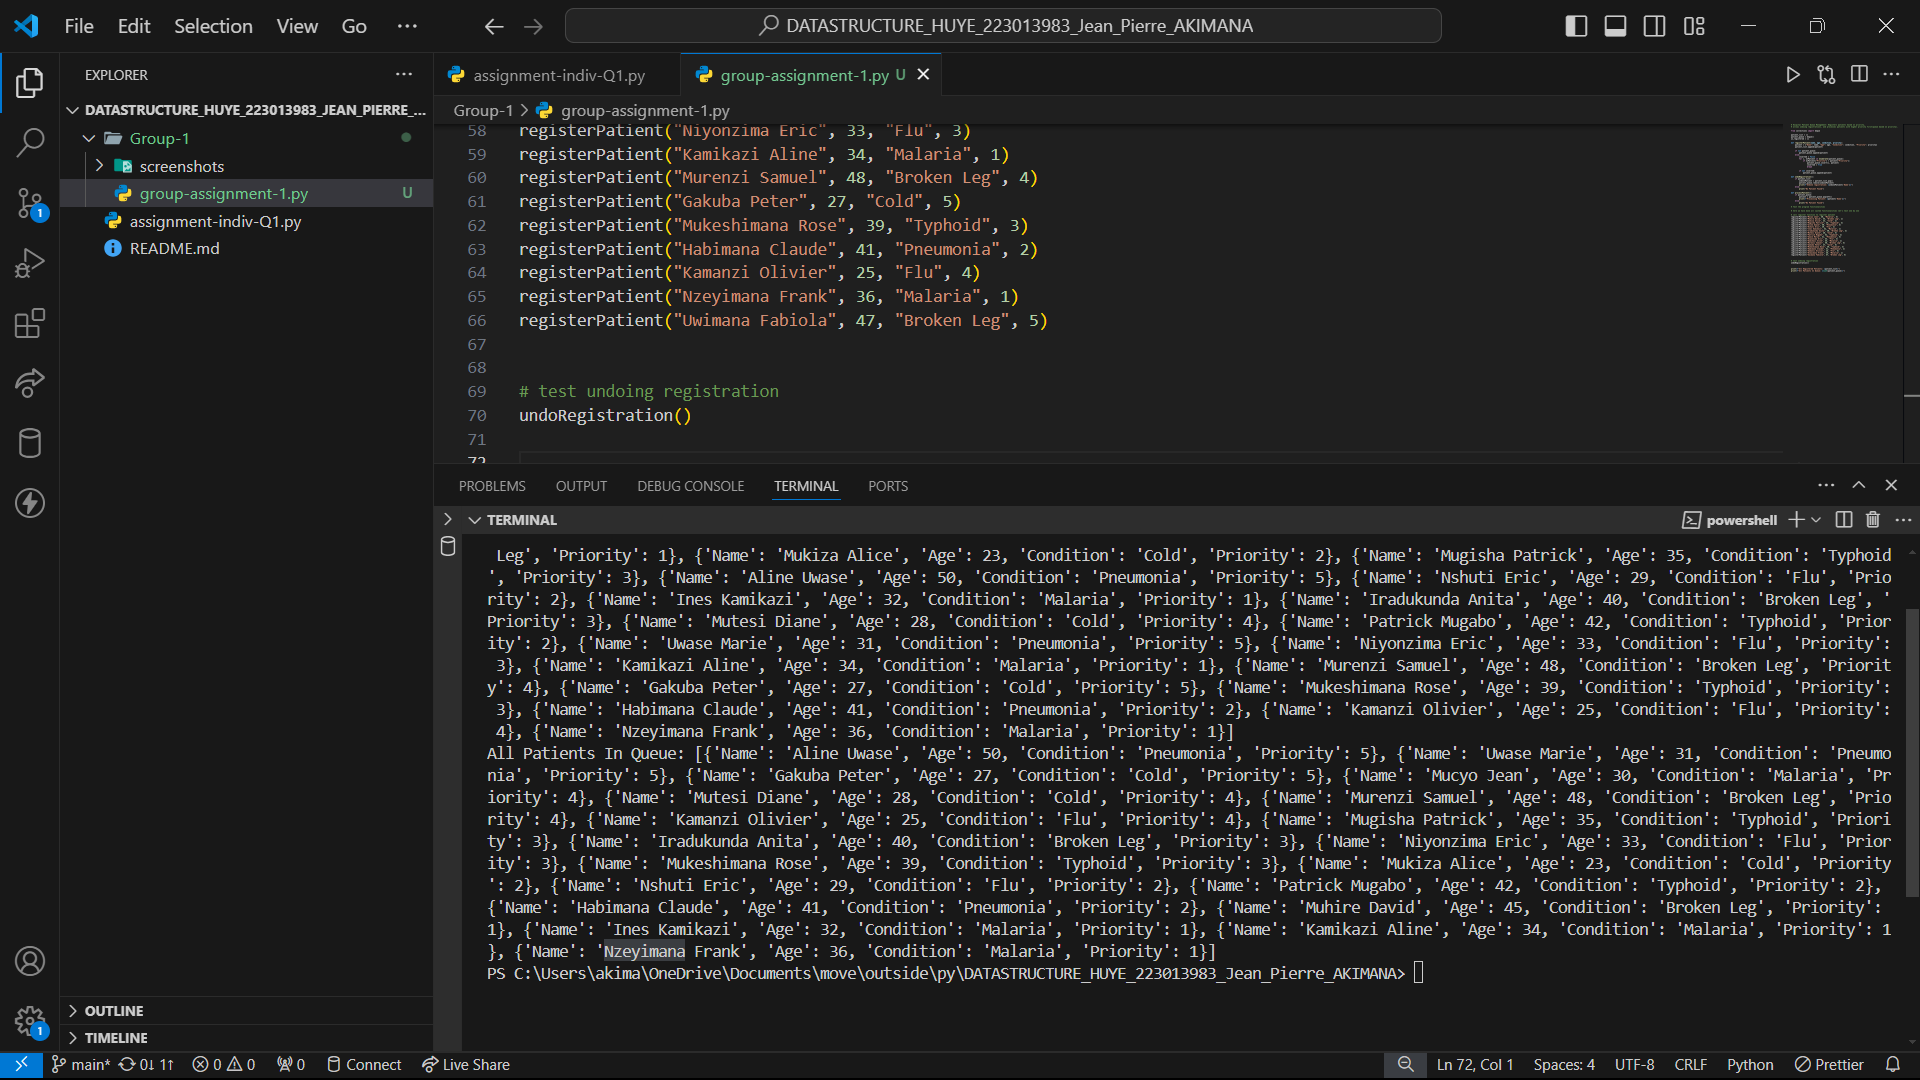 File Edit Selection View Go ···
DATASTRUCTURE_HUYE_223013983_Jean_Pierre_AKIMANA
EXPLORER
DATASTRUCTURE_HUYE_223013983_JEAN_PIERRE_...
Group-1
screenshots
group-assignment-1.py U
assignment-indiv-Q1.py
README.md
OUTLINE
TIMELINE
assignment-indiv-Q1.py
group-assignment-1.py U
Group-1 > group-assignment-1.py
58 registerPatient("Niyonzima Eric", 33, "Flu", 3)
59 registerPatient("Kamikazi Aline", 34, "Malaria", 1)
60 registerPatient("Murenzi Samuel", 48, "Broken Leg", 4)
61 registerPatient("Gakuba Peter", 27, "Cold", 5)
62 registerPatient("Mukeshimana Rose", 39, "Typhoid", 3)
63 registerPatient("Habimana Claude", 41, "Pneumonia", 2)
64 registerPatient("Kamanzi Olivier", 25, "Flu", 4)
65 registerPatient("Nzeyimana Frank", 36, "Malaria", 1)
66 registerPatient("Uwimana Fabiola", 47, "Broken Leg", 5)
67
68
69 # test undoing registration
70 undoRegistration()
71
72
PROBLEMS OUTPUT DEBUG CONSOLE TERMINAL PORTS
TERMINAL
powershell
Leg', 'Priority': 1}, {'Name': 'Mukiza Alice', 'Age': 23, 'Condition': 'Cold', 'Priority': 2}, {'Name': 'Mugisha Patrick', 'Age': 35, 'Condition': 'Typhoid
', 'Priority': 3}, {'Name': 'Aline Uwase', 'Age': 50, 'Condition': 'Pneumonia', 'Priority': 5}, {'Name': 'Nshuti Eric', 'Age': 29, 'Condition': 'Flu', 'Prio
rity': 2}, {'Name': 'Ines Kamikazi', 'Age': 32, 'Condition': 'Malaria', 'Priority': 1}, {'Name': 'Iradukunda Anita', 'Age': 40, 'Condition': 'Broken Leg', '
Priority': 3}, {'Name': 'Mutesi Diane', 'Age': 28, 'Condition': 'Cold', 'Priority': 4}, {'Name': 'Patrick Mugabo', 'Age': 42, 'Condition': 'Typhoid', 'Prior
ity': 2}, {'Name': 'Uwase Marie', 'Age': 31, 'Condition': 'Pneumonia', 'Priority': 5}, {'Name': 'Niyonzima Eric', 'Age': 33, 'Condition': 'Flu', 'Priority':
3}, {'Name': 'Kamikazi Aline', 'Age': 34, 'Condition': 'Malaria', 'Priority': 1}, {'Name': 'Murenzi Samuel', 'Age': 48, 'Condition': 'Broken Leg', 'Priorit
y': 4}, {'Name': 'Gakuba Peter', 'Age': 27, 'Condition': 'Cold', 'Priority': 5}, {'Name': 'Mukeshimana Rose', 'Age': 39, 'Condition': 'Typhoid', 'Priority':
3}, {'Name': 'Habimana Claude', 'Age': 41, 'Condition': 'Pneumonia', 'Priority': 2}, {'Name': 'Kamanzi Olivier', 'Age': 25, 'Condition': 'Flu', 'Priority':
4}, {'Name': 'Nzeyimana Frank', 'Age': 36, 'Condition': 'Malaria', 'Priority': 1}]
All Patients In Queue: [{'Name': 'Aline Uwase', 'Age': 50, 'Condition': 'Pneumonia', 'Priority': 5}, {'Name': 'Uwase Marie', 'Age': 31, 'Condition': 'Pneumo
nia', 'Priority': 5}, {'Name': 'Gakuba Peter', 'Age': 27, 'Condition': 'Cold', 'Priority': 5}, {'Name': 'Mucyo Jean', 'Age': 30, 'Condition': 'Malaria', 'Pr
iority': 4}, {'Name': 'Mutesi Diane', 'Age': 28, 'Condition': 'Cold', 'Priority': 4}, {'Name': 'Murenzi Samuel', 'Age': 48, 'Condition': 'Broken Leg', 'Prio
rity': 4}, {'Name': 'Kamanzi Olivier', 'Age': 25, 'Condition': 'Flu', 'Priority': 4}, {'Name': 'Mugisha Patrick', 'Age': 35, 'Condition': 'Typhoid', 'Priori
ty': 3}, {'Name': 'Iradukunda Anita', 'Age': 40, 'Condition': 'Broken Leg', 'Priority': 3}, {'Name': 'Niyonzima Eric', 'Age': 33, 'Condition': 'Flu', 'Prior
ity': 3}, {'Name': 'Mukeshimana Rose', 'Age': 39, 'Condition': 'Typhoid', 'Priority': 3}, {'Name': 'Mukiza Alice', 'Age': 23, 'Condition': 'Cold', 'Priority
': 2}, {'Name': 'Nshuti Eric', 'Age': 29, 'Condition': 'Flu', 'Priority': 2}, {'Name': 'Patrick Mugabo', 'Age': 42, 'Condition': 'Typhoid', 'Priority': 2},
{'Name': 'Habimana Claude', 'Age': 41, 'Condition': 'Pneumonia', 'Priority': 2}, {'Name': 'Muhire David', 'Age': 45, 'Condition': 'Broken Leg', 'Priority':
1}, {'Name': 'Ines Kamikazi', 'Age': 32, 'Condition': 'Malaria', 'Priority': 1}, {'Name': 'Kamikazi Aline', 'Age': 34, 'Condition': 'Malaria', 'Priority': 1
}, {'Name': 'Nzeyimana Frank', 'Age': 36, 'Condition': 'Malaria', 'Priority': 1}]
PS C:\Users\akima\OneDrive\Documents\move\outside\py\DATASTRUCTURE_HUYE_223013983_Jean_Pierre_AKIMANA>
main* 0↓ 1↑ 0 0 0 Connect Live Share Ln 72, Col 1 Spaces: 4 UTF-8 CRLF Python Prettier